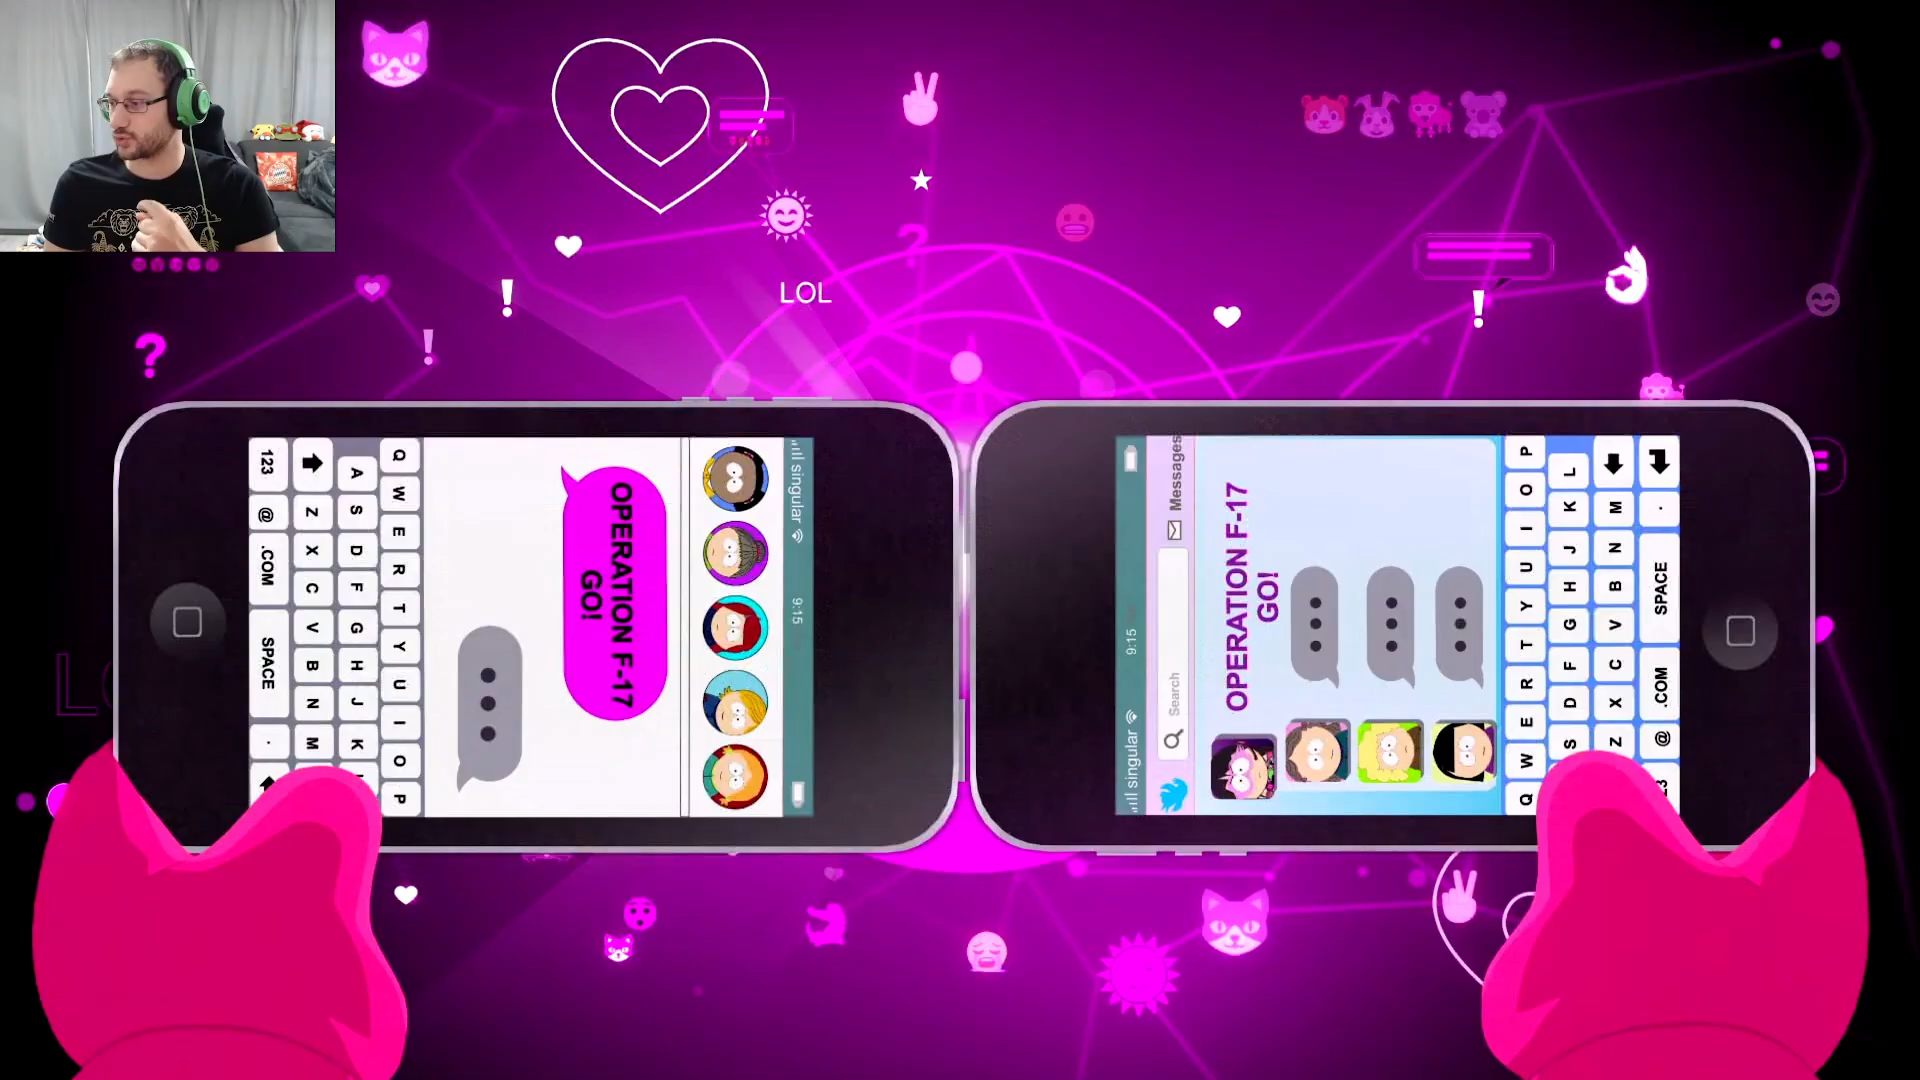 LOL
singular 9:15
OPERATION F-17
GO!
Q W E R T Y U I O P
A S D F G H J K
Z X C V B N M
123 @ .COM SPACE .
singular 9:15
Search
Messages
OPERATION F-17
GO!
Q W E R T Y U I O P
S D F G H J K L
Z X C V B N M
@ .COM SPACE .